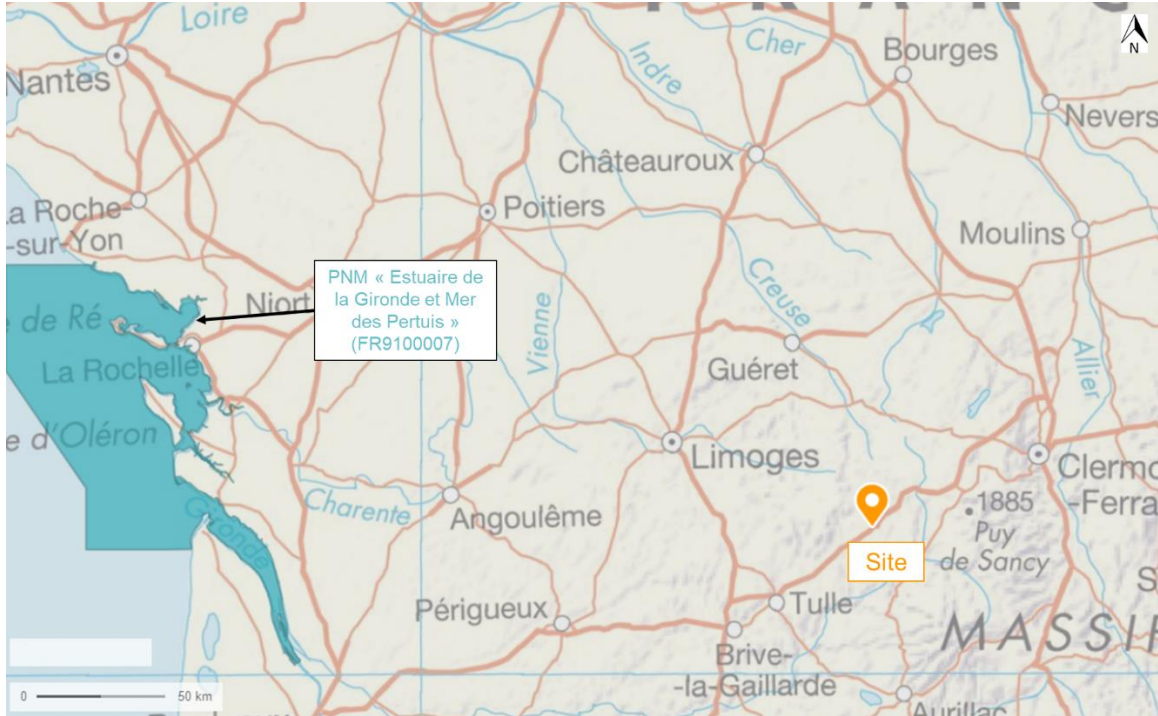 F R A N C
Loire
Cher
N
Indre
Bourges
Nantes
Nevers
Châteauroux
La Roche-
-sur-Yon
Poitiers
Moulins
PNM « Estuaire de
la Gironde et Mer
des Pertuis »
(FR9100007)
Niort
Vienne
Creuse
de Ré
Allier
La Rochelle
Guéret
d'Oléron
Limoges
Clermo
-Ferra
Charente
Angoulême
1885
Puy
de Sancy
Gironde
Site
Périgueux
Tulle
MASSIF
Brive-
-la-Gaillarde
0 50 km
Aurillac